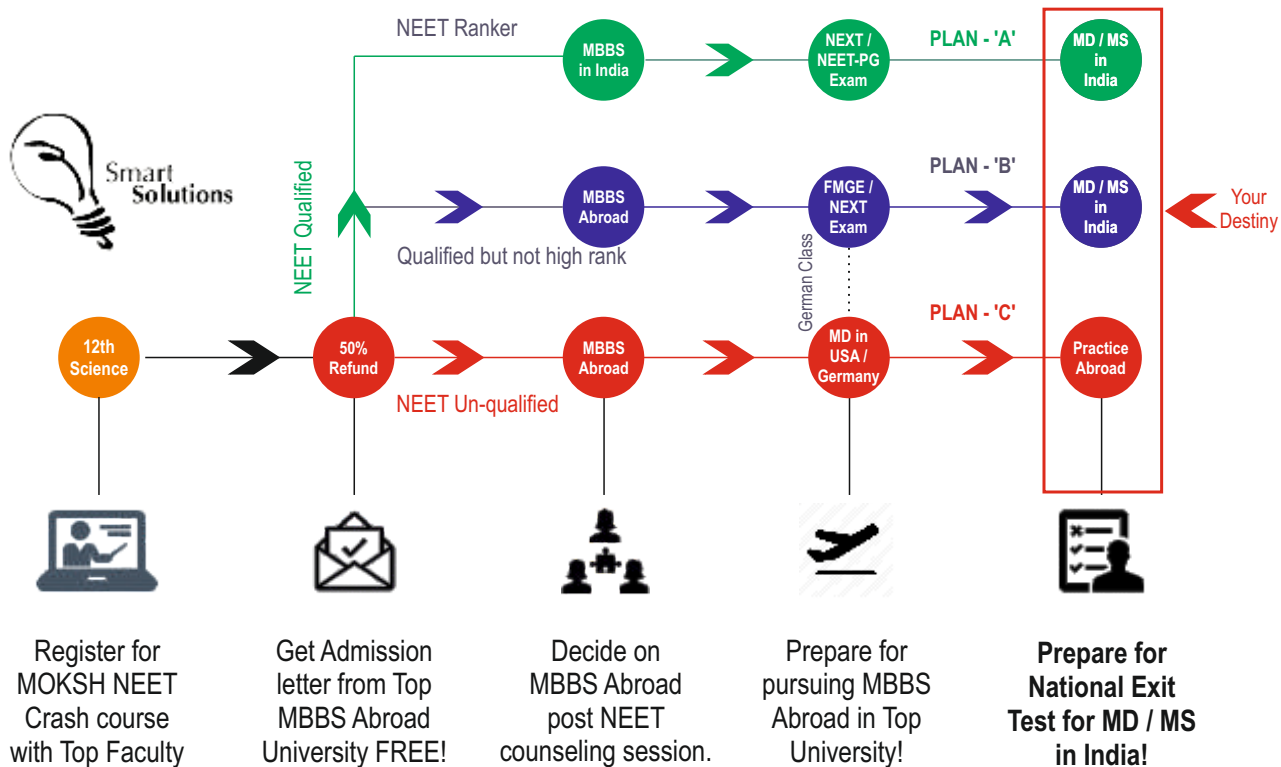 NEET Ranker
MBBS
in India
NEXT /
NEET-PG
Exam
PLAN - 'A'
MD / MS
in
India
Smart
Solutions
NEET Qualified
MBBS
Abroad
Qualified but not high rank
FMGE /
NEXT
Exam
PLAN - 'B'
MD / MS
in
India
Your
Destiny
German Class
12th
Science
50%
Refund
NEET Un-qualified
MBBS
Abroad
MD in
USA /
Germany
PLAN - 'C'
Practice
Abroad
Register for
MOKSH NEET
Crash course
with Top Faculty
Get Admission
letter from Top
MBBS Abroad
University FREE!
Decide on
MBBS Abroad
post NEET
counseling session.
Prepare for
pursuing MBBS
Abroad in Top
University!
Prepare for
National Exit
Test for MD / MS
in India!